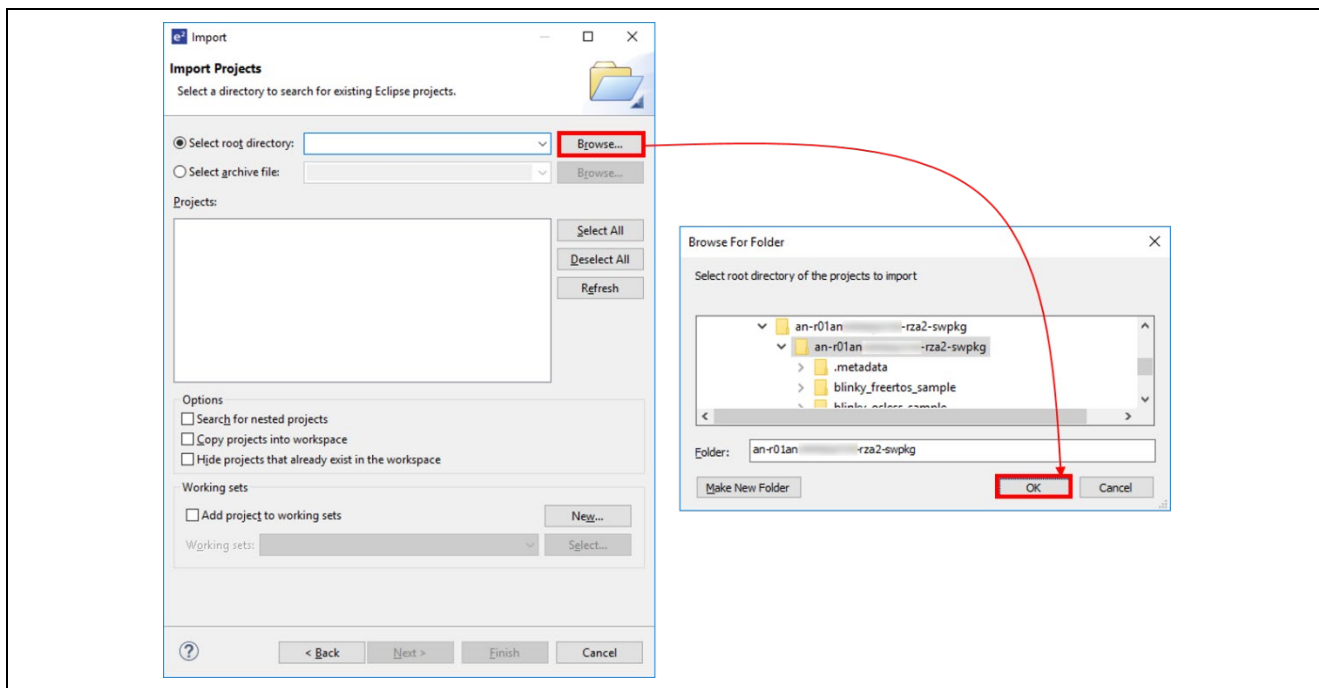 e² Import
Import Projects
Select a directory to search for existing Eclipse projects.
Select root directory:
Browse...
Select archive file:
Browse...
Projects:
Select All
Deselect All
Refresh
Options
Search for nested projects
Copy projects into workspace
Hide projects that already exist in the workspace
Working sets
Add project to working sets
New...
Working sets:
Select...
< Back
Next >
Finish
Cancel
Browse For Folder
Select root directory of the projects to import
an-r01an -rza2-swpkg
an-r01an -rza2-swpkg
.metadata
blinky_freertos_sample
blinky_osless_sample
Folder: an-r01an -rza2-swpkg
Make New Folder
OK
Cancel